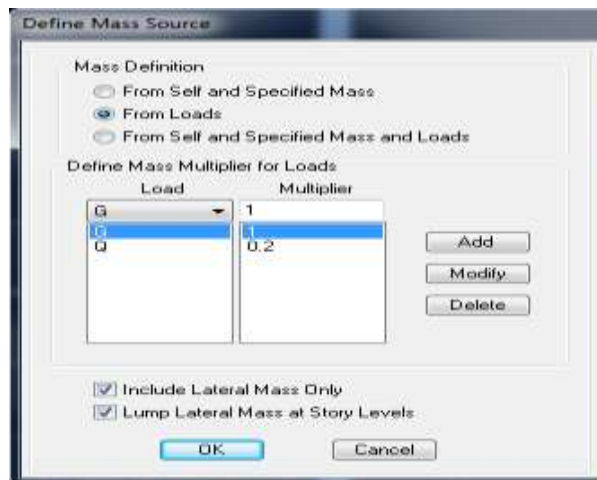 Define Mass Source
Mass Definition
From Self and Specified Mass
From Loads
From Self and Specified Mass and Loads
Define Mass Multiplier for Loads
Load Multiplier
G 1
G 1
Q 0.2
Add
Modify
Delete
Include Lateral Mass Only
Lump Lateral Mass at Story Levels
OK Cancel